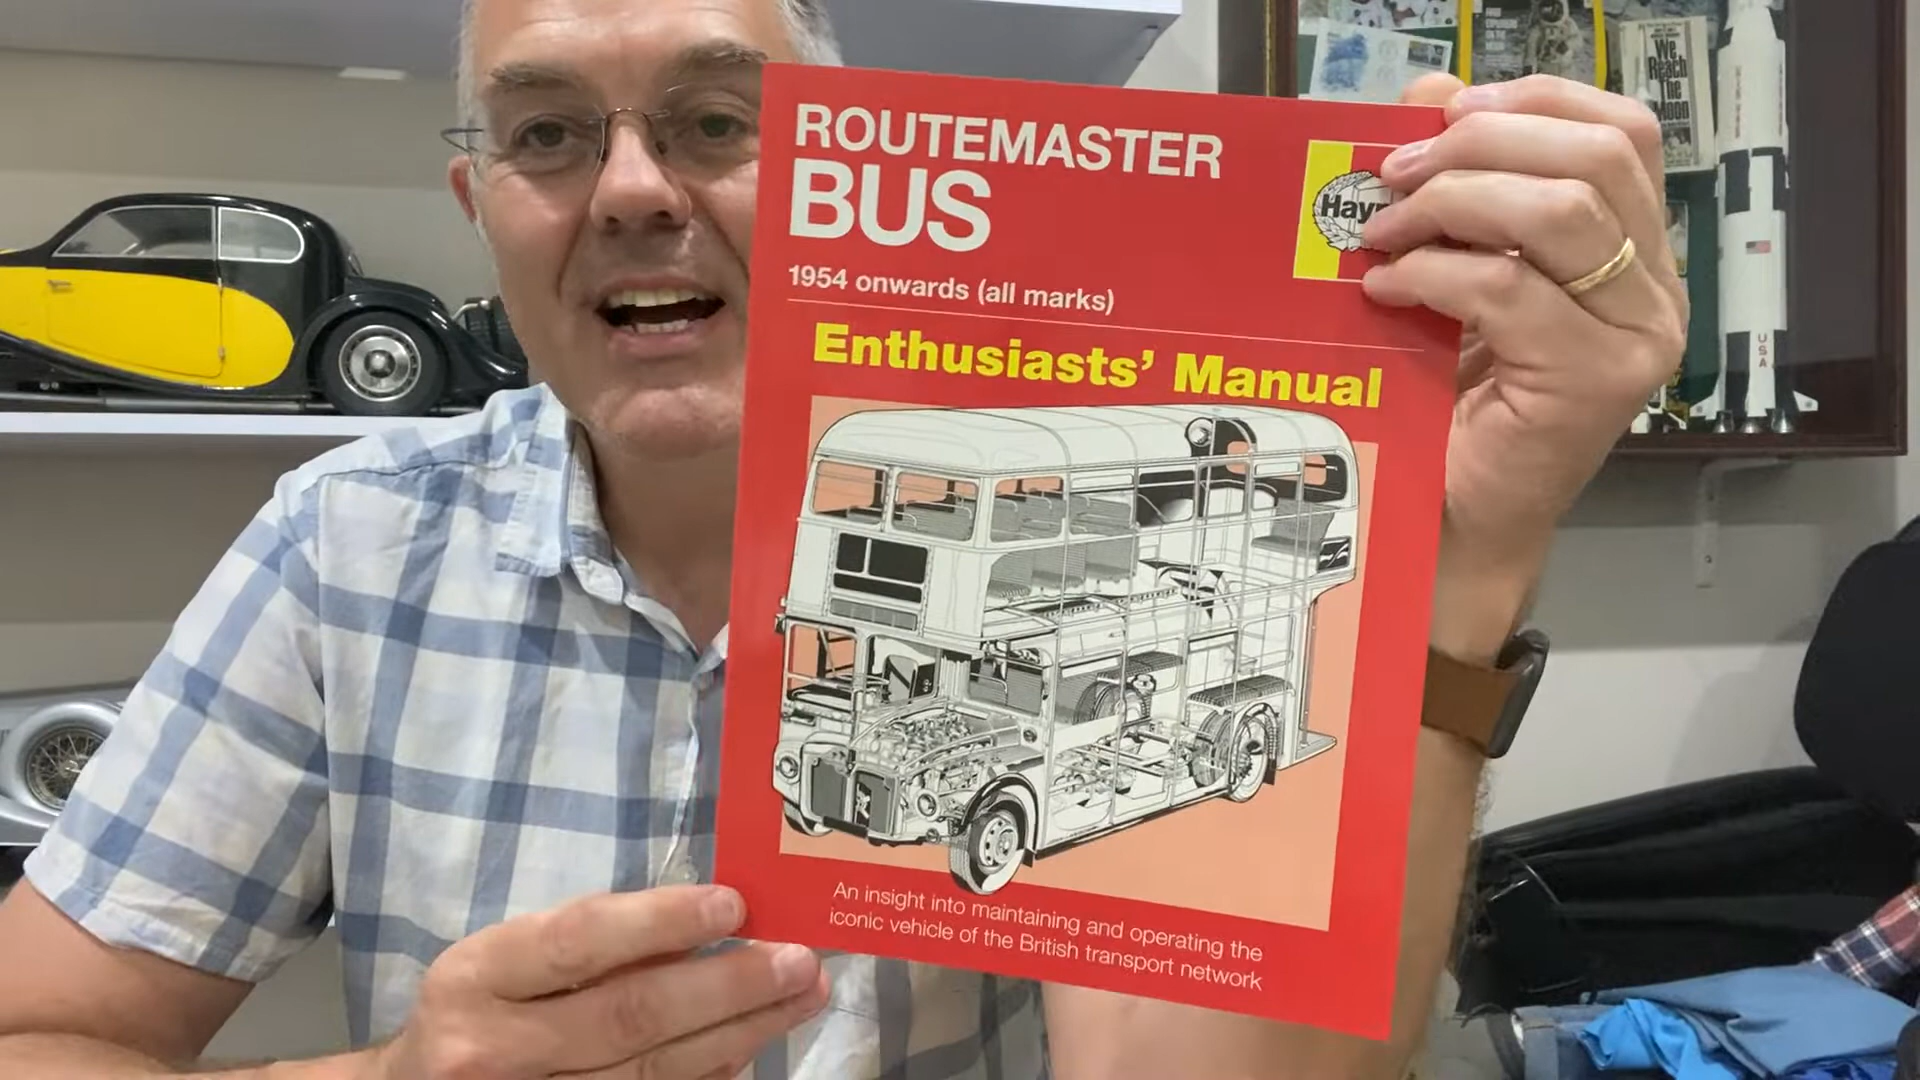 ROUTEMASTER
BUS
1954 onwards (all marks)
Enthusiasts' Manual
An insight into maintaining and operating the
iconic vehicle of the British transport network
We
Reach
The
Moon
USA